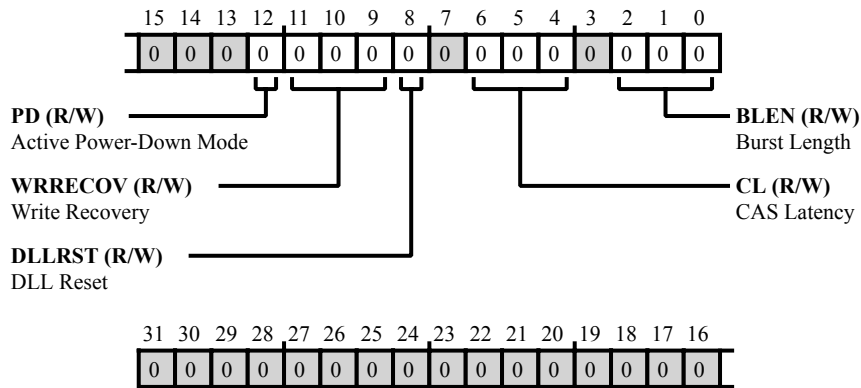 15 14 13 12 11 10 9 8 7 6 5 4 3 2 1 0
0 0 0 0 0 0 0 0 0 0 0 0 0 0 0 0
PD (R/W)
Active Power-Down Mode
BLEN (R/W)
Burst Length
WRRECOV (R/W)
Write Recovery
CL (R/W)
CAS Latency
DLLRST (R/W)
DLL Reset
31 30 29 28 27 26 25 24 23 22 21 20 19 18 17 16
0 0 0 0 0 0 0 0 0 0 0 0 0 0 0 0